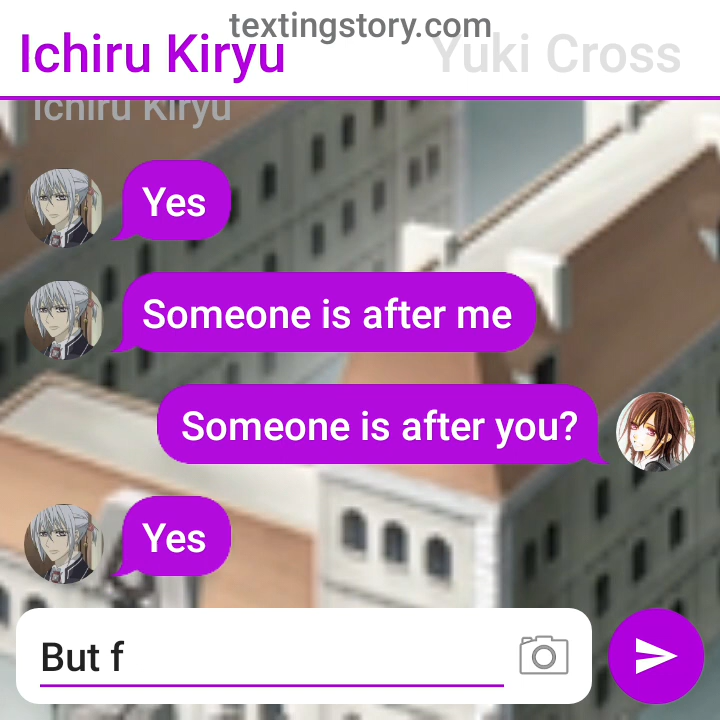 textingstory.com
Ichiru Kiryu
Yuki Cross
Ichiru Kiryu
Yes
Someone is after me
Someone is after you?
Yes
But f